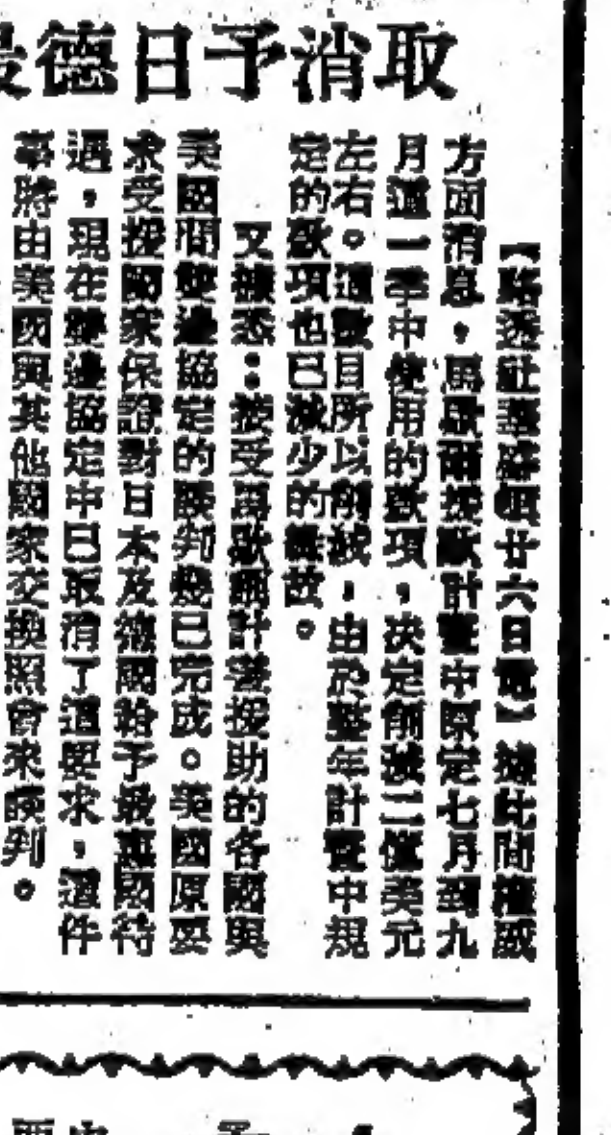 取消予日德最
【路透社華盛頓廿六日電】據此間權威
方面消息，馬歇爾援歐計畫中原定七月到九
月這一季中使用的款項，決定削減二億美元
左右。這數目所以削減，由於整年計畫中規
定的款項也已減少的緣故。
又據悉：接受馬歇爾計畫援助的各國與
美國間雙邊協定的談判幾已完成。美國原要
求受援國家保證對日本及德國給予最惠國待
遇，現在雙邊協定中已取消了這要求，這件
事將由美國與其他國家交換照會來談判。